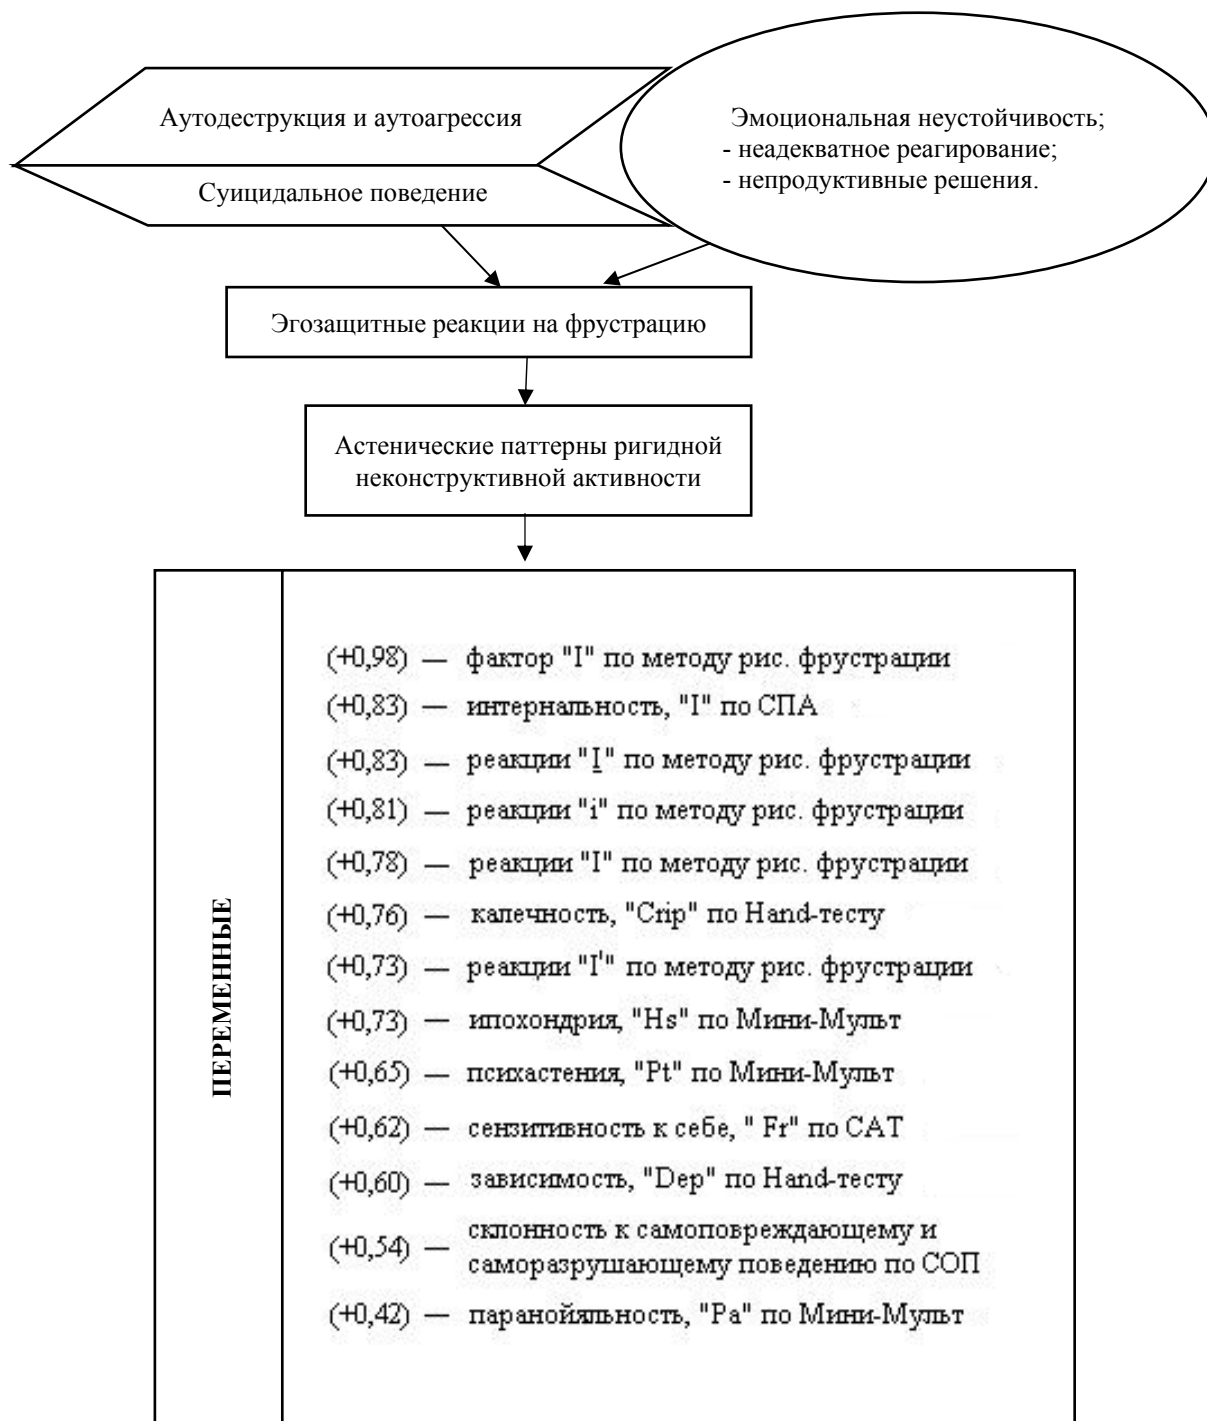 Аутодеструкция и аутоагрессия
Суицидальное поведение
Эмоциональная неустойчивость;
- неадекватное реагирование;
- непродуктивные решения.
Эгозащитные реакции на фрустрацию
Астенические паттерны ригидной
неконструктивной активности
ПЕРЕМЕННЫЕ
(+0,98) — фактор "I" по методу рис. фрустрации
(+0,83) — интернальность, "I" по СПА
(+0,83) — реакции "I" по методу рис. фрустрации
(+0,81) — реакции "i" по методу рис. фрустрации
(+0,78) — реакции "I" по методу рис. фрустрации
(+0,76) — калечность, "Crip" по Hand-тесту
(+0,73) — реакции "I'" по методу рис. фрустрации
(+0,73) — ипохондрия, "Hs" по Мини-Мульт
(+0,65) — психастения, "Pt" по Мини-Мульт
(+0,62) — сензитивность к себе, " Fr" по САТ
(+0,60) — зависимость, "Dep" по Hand-тесту
(+0,54) — склонность к самоповреждающему и
саморазрушающему поведению по СОП
(+0,42) — паранойяльность, "Pa" по Мини-Мульт